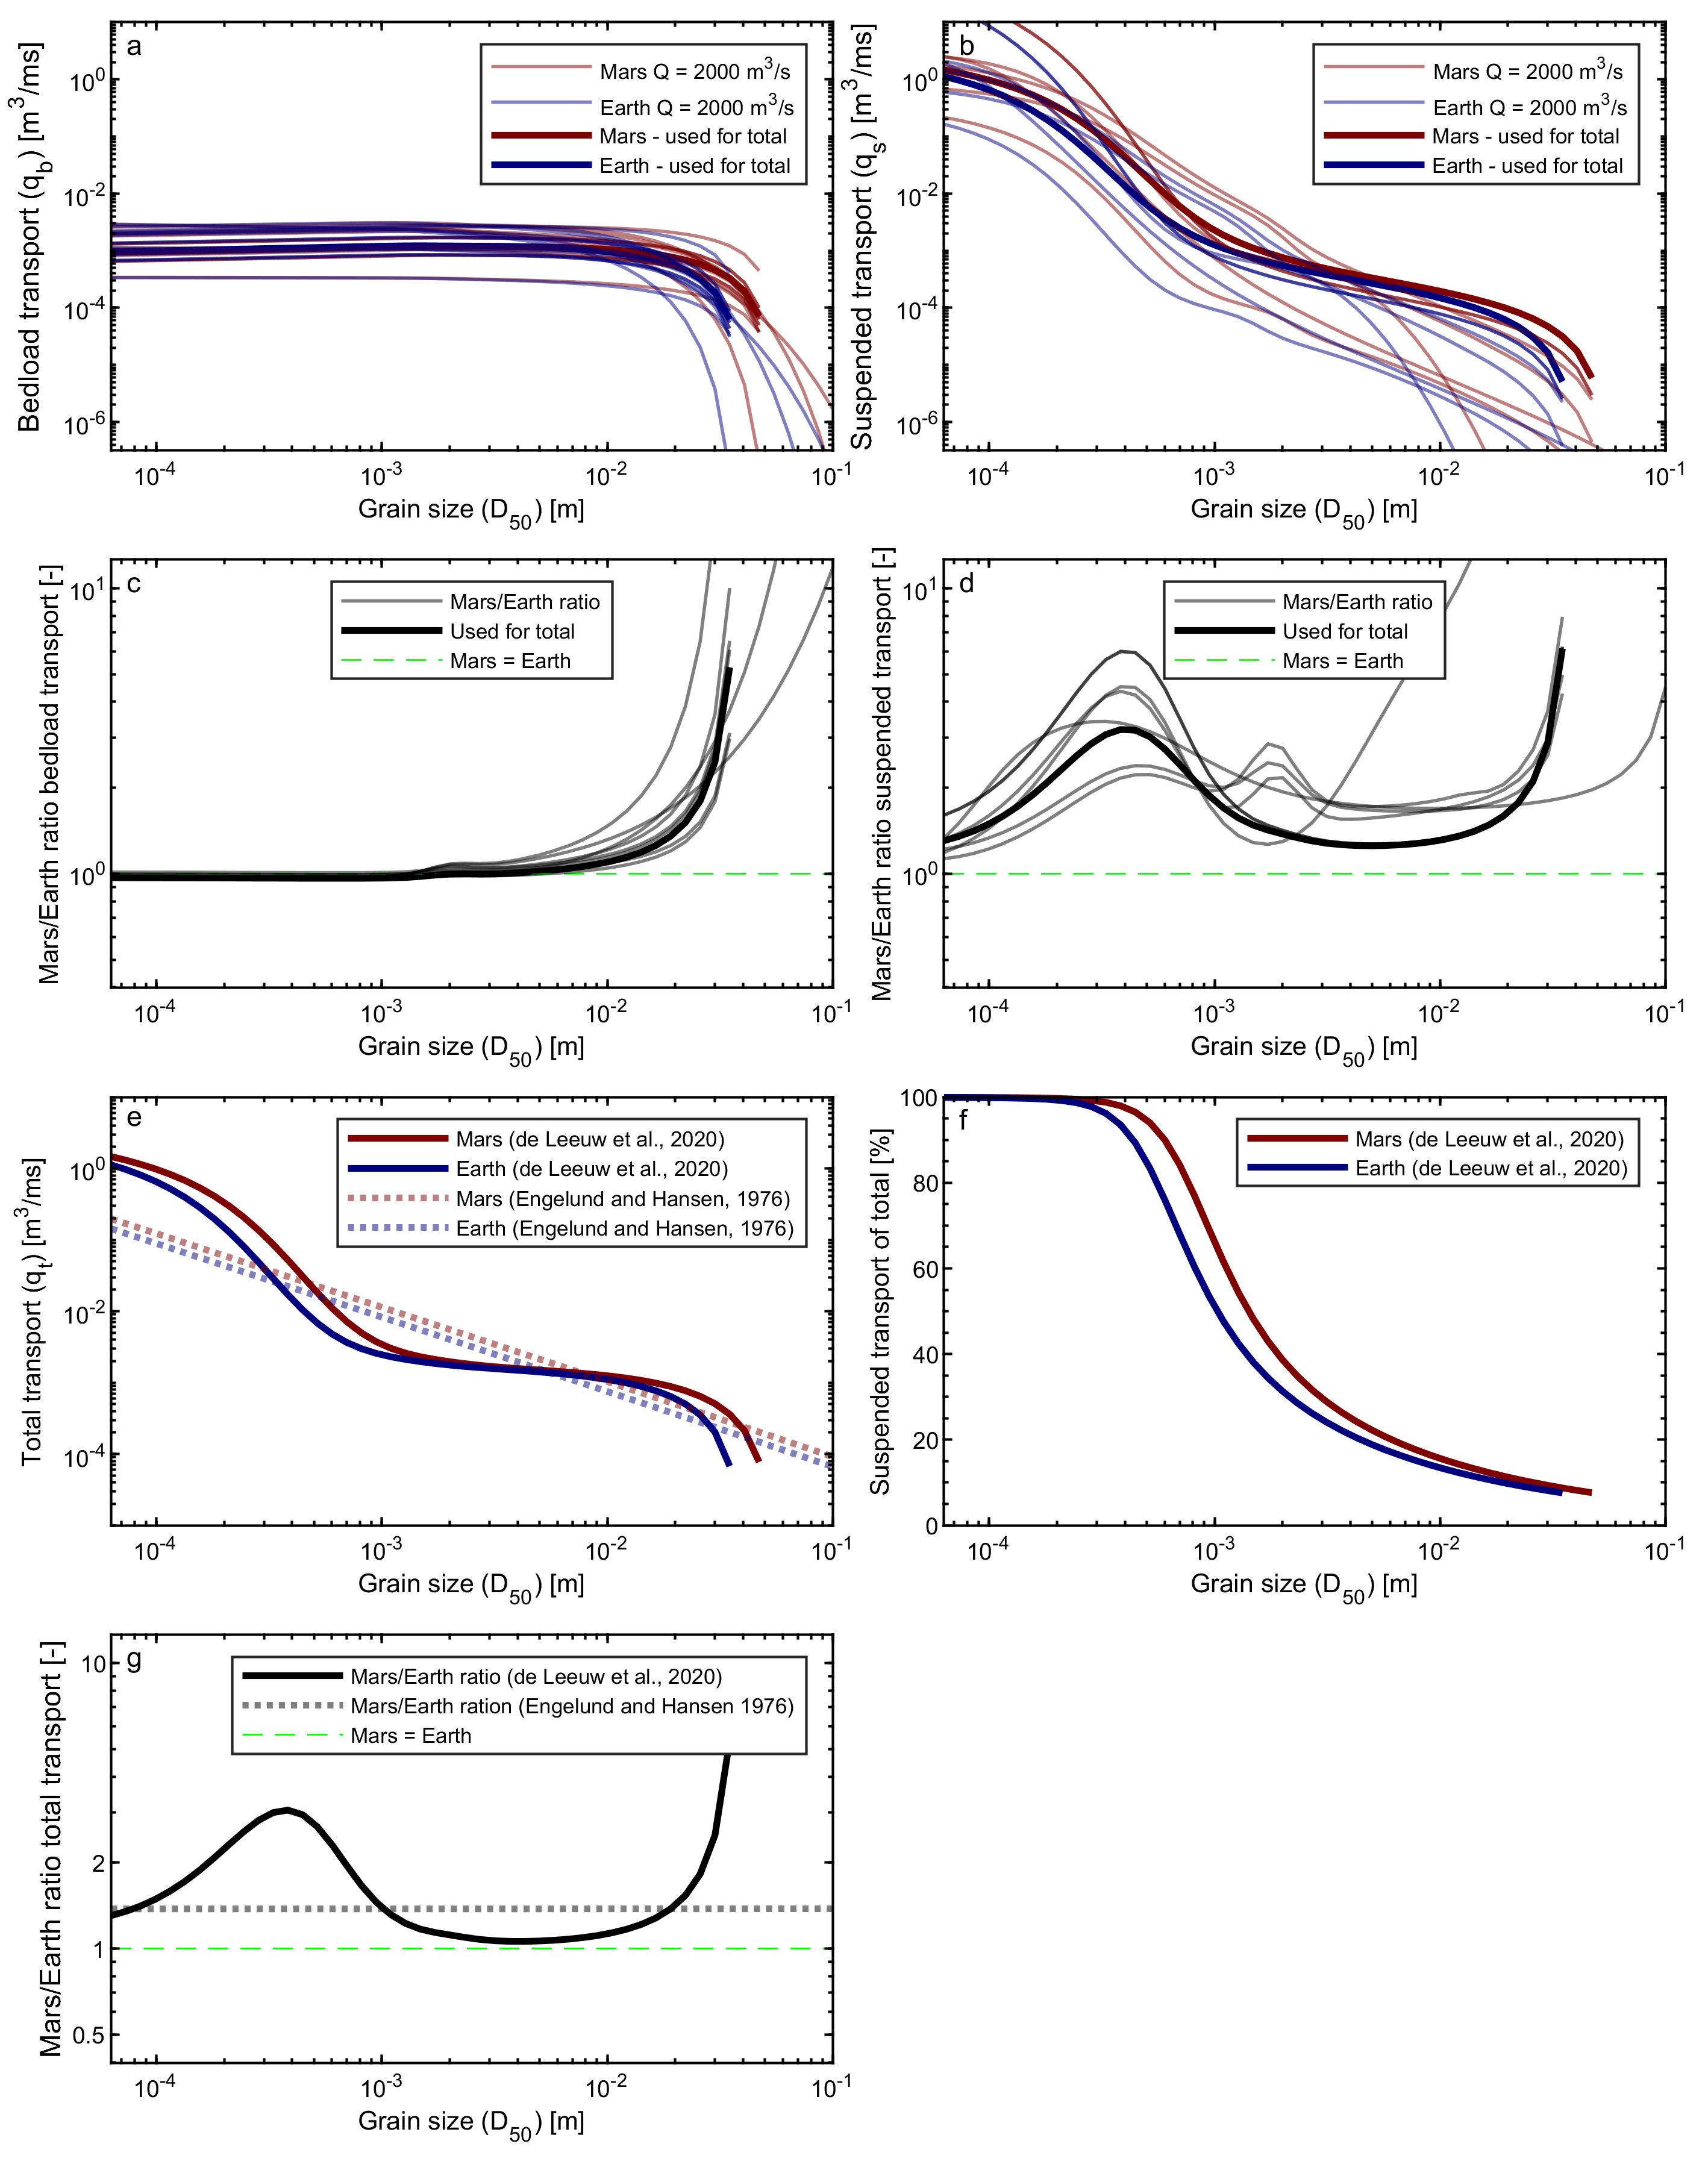 a
Mars Q = 2000 m³/s
Earth Q = 2000 m³/s
Mars - used for total
Earth - used for total
Bedload transport (q_b) [m³/ms]
10⁰
10⁻²
10⁻⁴
10⁻⁶
10⁻⁴ 10⁻³ 10⁻² 10⁻¹
Grain size (D₅₀) [m]
b
Mars Q = 2000 m³/s
Earth Q = 2000 m³/s
Mars - used for total
Earth - used for total
Suspended transport (q_s) [m³/ms]
10⁰
10⁻²
10⁻⁴
10⁻⁶
10⁻⁴ 10⁻³ 10⁻² 10⁻¹
Grain size (D₅₀) [m]
c
Mars/Earth ratio
Used for total
Mars = Earth
Mars/Earth ratio bedload transport [-]
10¹
10⁰
10⁻⁴ 10⁻³ 10⁻² 10⁻¹
Grain size (D₅₀) [m]
d
Mars/Earth ratio
Used for total
Mars = Earth
Mars/Earth ratio suspended transport [-]
10¹
10⁰
10⁻⁴ 10⁻³ 10⁻² 10⁻¹
Grain size (D₅₀) [m]
e
Mars (de Leeuw et al., 2020)
Earth (de Leeuw et al., 2020)
Mars (Engelund and Hansen, 1976)
Earth (Engelund and Hansen, 1976)
Total transport (q_t) [m³/ms]
10⁰
10⁻²
10⁻⁴
10⁻⁴ 10⁻³ 10⁻² 10⁻¹
Grain size (D₅₀) [m]
f
Mars (de Leeuw et al., 2020)
Earth (de Leeuw et al., 2020)
Suspended transport of total [%]
100
80
60
40
20
0
10⁻⁴ 10⁻³ 10⁻² 10⁻¹
Grain size (D₅₀) [m]
g
Mars/Earth ratio (de Leeuw et al., 2020)
Mars/Earth ration (Engelund and Hansen 1976)
Mars = Earth
Mars/Earth ratio total transport [-]
10
2
1
0.5
10⁻⁴ 10⁻³ 10⁻² 10⁻¹
Grain size (D₅₀) [m]